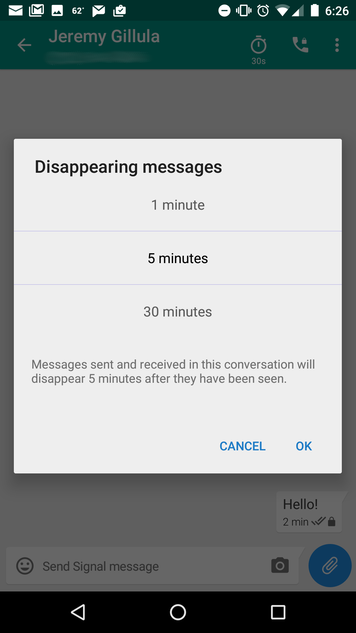 62° 6:26
Jeremy Gillula
30s
Disappearing messages
1 minute
5 minutes
30 minutes
Messages sent and received in this conversation will
disappear 5 minutes after they have been seen.
CANCEL OK
Hello!
2 min
Send Signal message